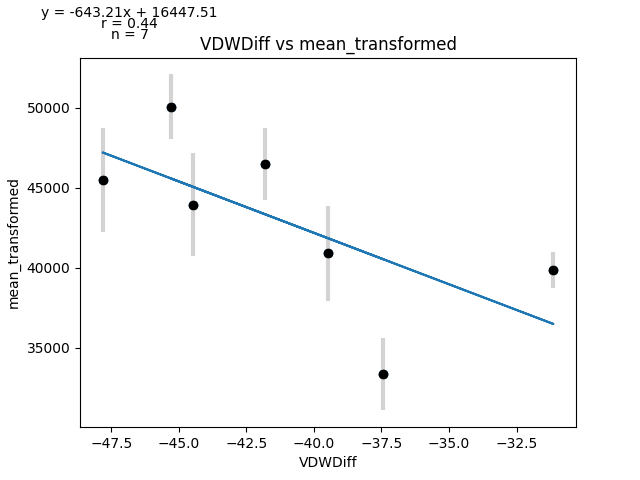 y = -643.21x + 16447.51
r = 0.44
n = 7
VDWDiff vs mean_transformed
mean_transformed
50000
45000
40000
35000
−47.5 −45.0 −42.5 −40.0 −37.5 −35.0 −32.5
VDWDiff